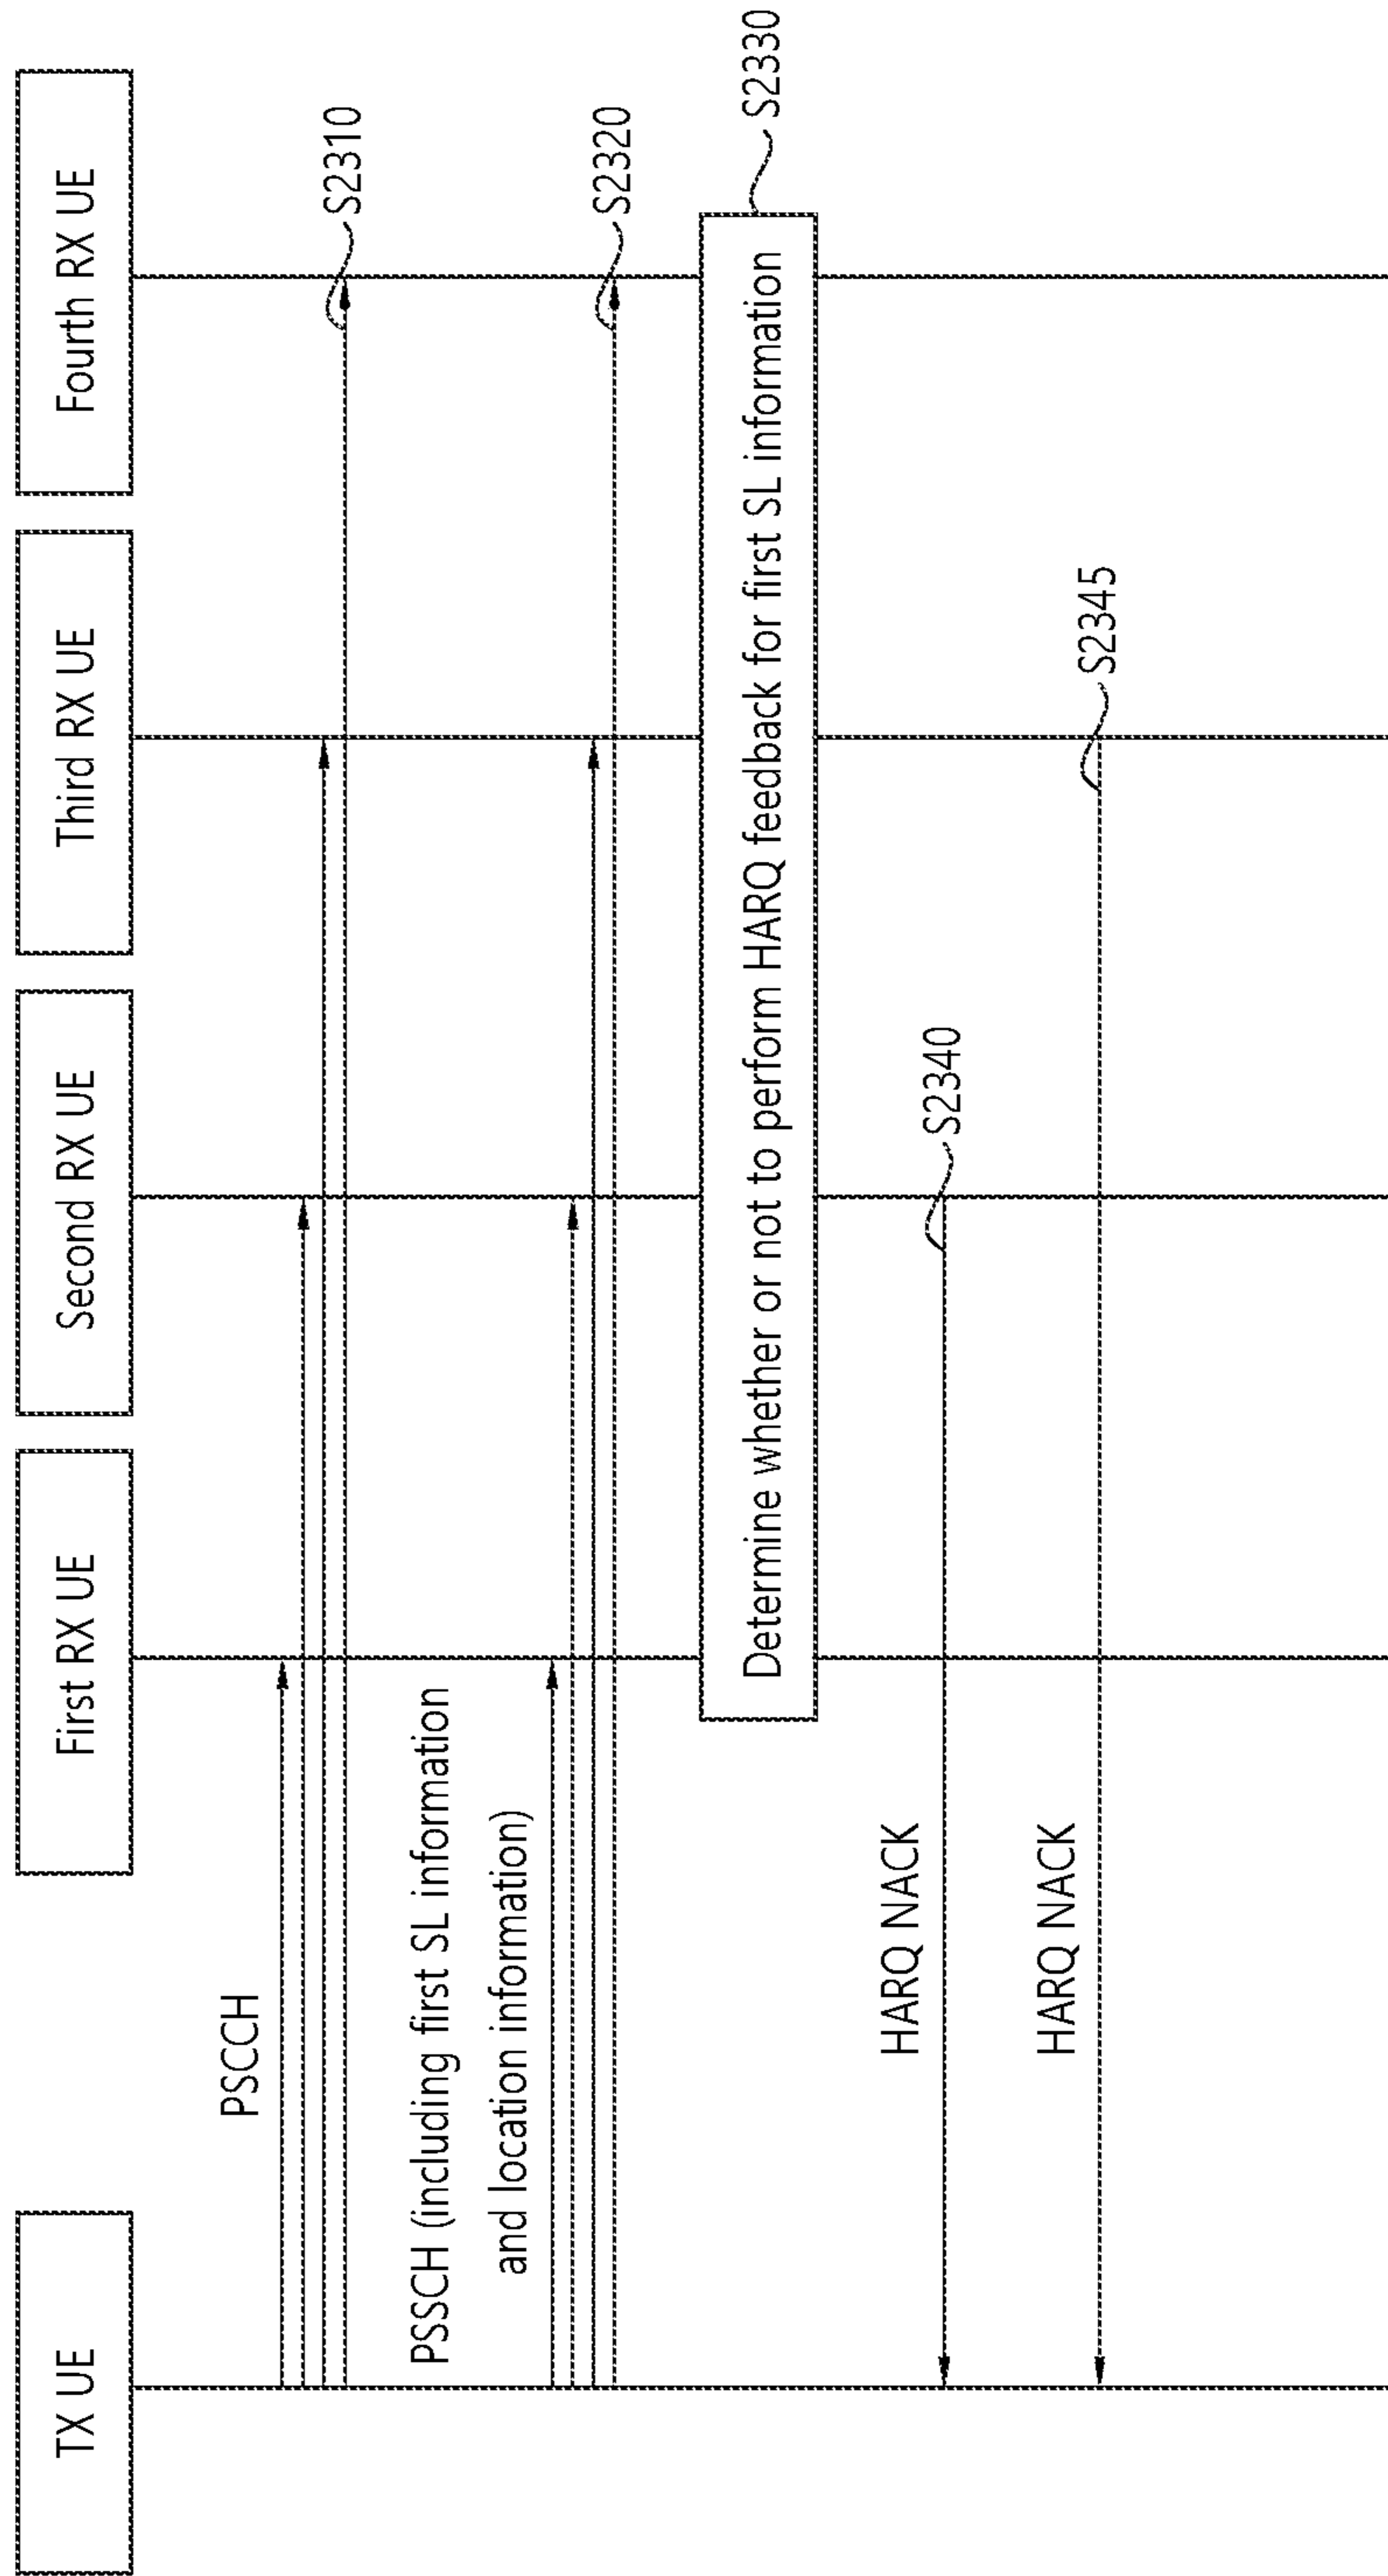 TX UE
First RX UE
Second RX UE
Third RX UE
Fourth RX UE
PSCCH
S2310
PSSCH (including first SL information
and location information)
S2320
Determine whether or not to perform HARQ feedback for first SL information
S2330
HARQ NACK
S2340
HARQ NACK
S2345